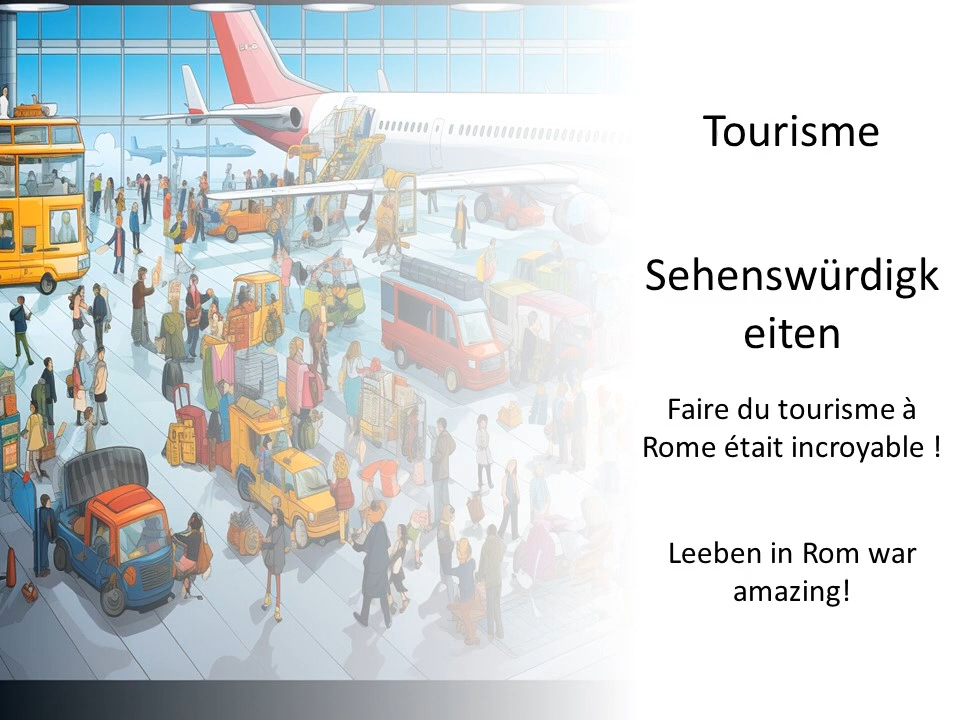 Tourisme
Sehenswürdigk
eiten
Faire du tourisme à
Rome était incroyable !
Leeben in Rom war
amazing!